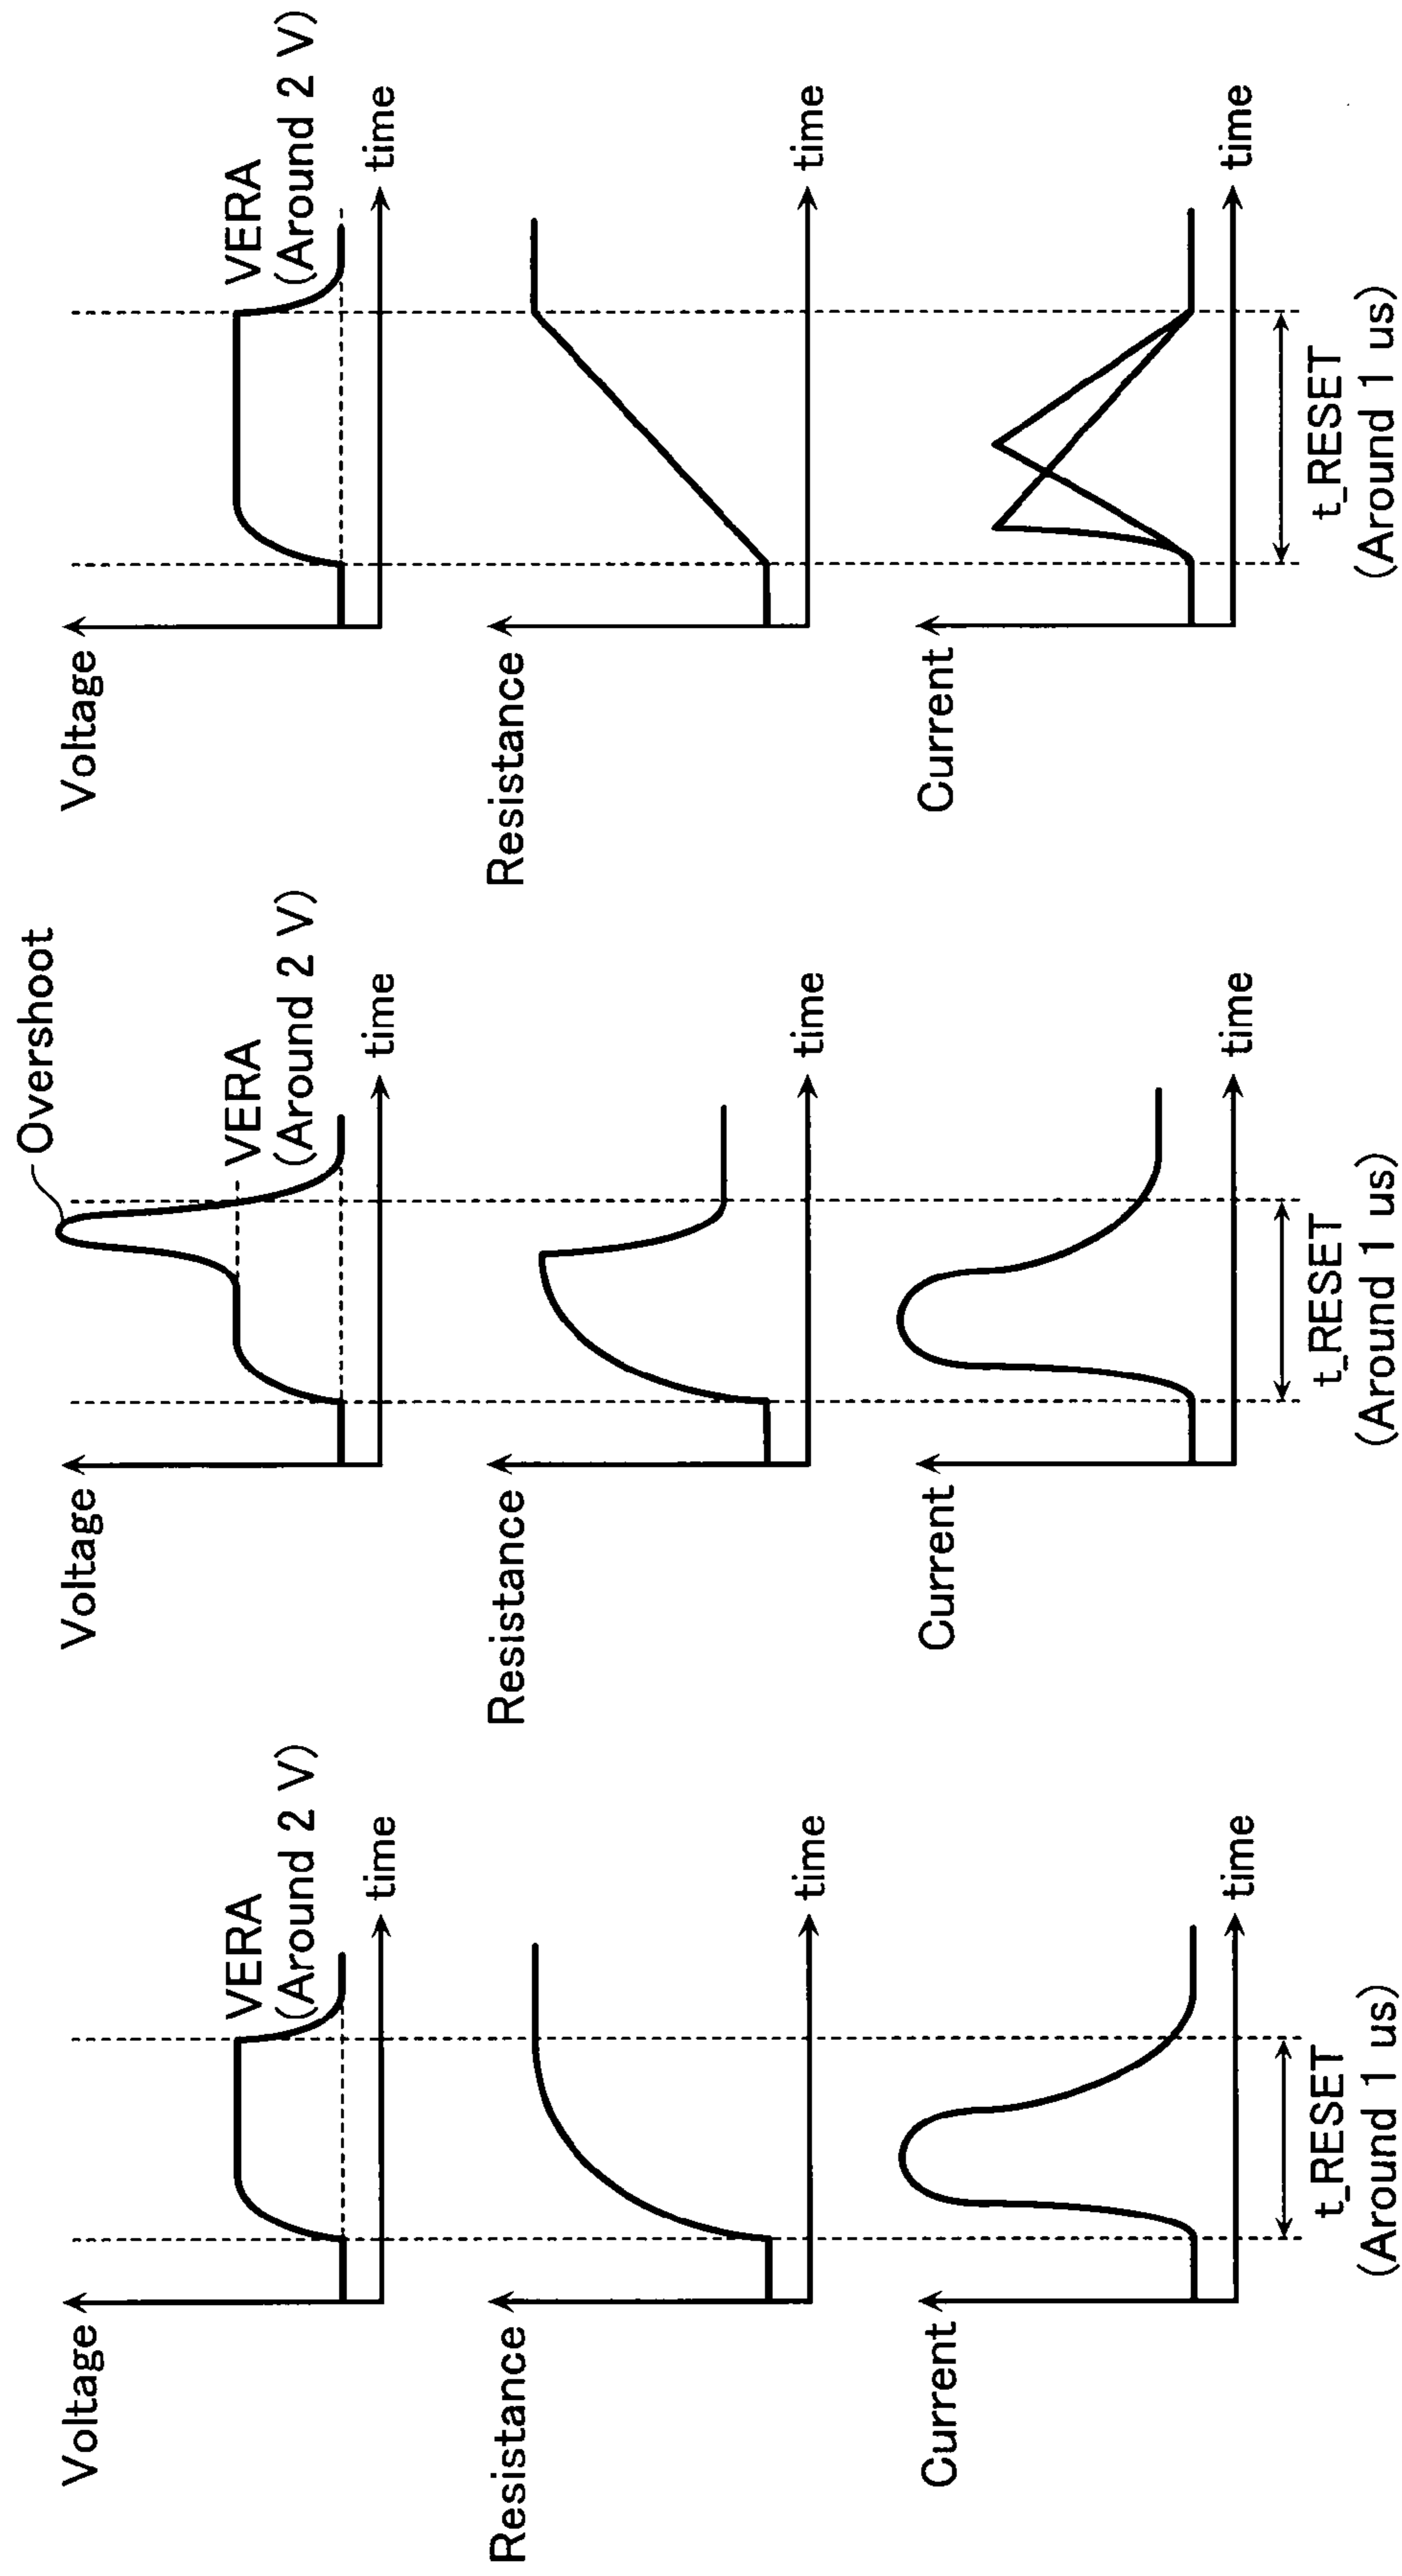 Voltage
VERA
(Around 2 V)
time
Resistance
time
Current
time
t_RESET
(Around 1 us)
Overshoot
Voltage
VERA
(Around 2 V)
time
Resistance
time
Current
time
t_RESET
(Around 1 us)
Voltage
VERA
(Around 2 V)
time
Resistance
time
Current
time
t_RESET
(Around 1 us)